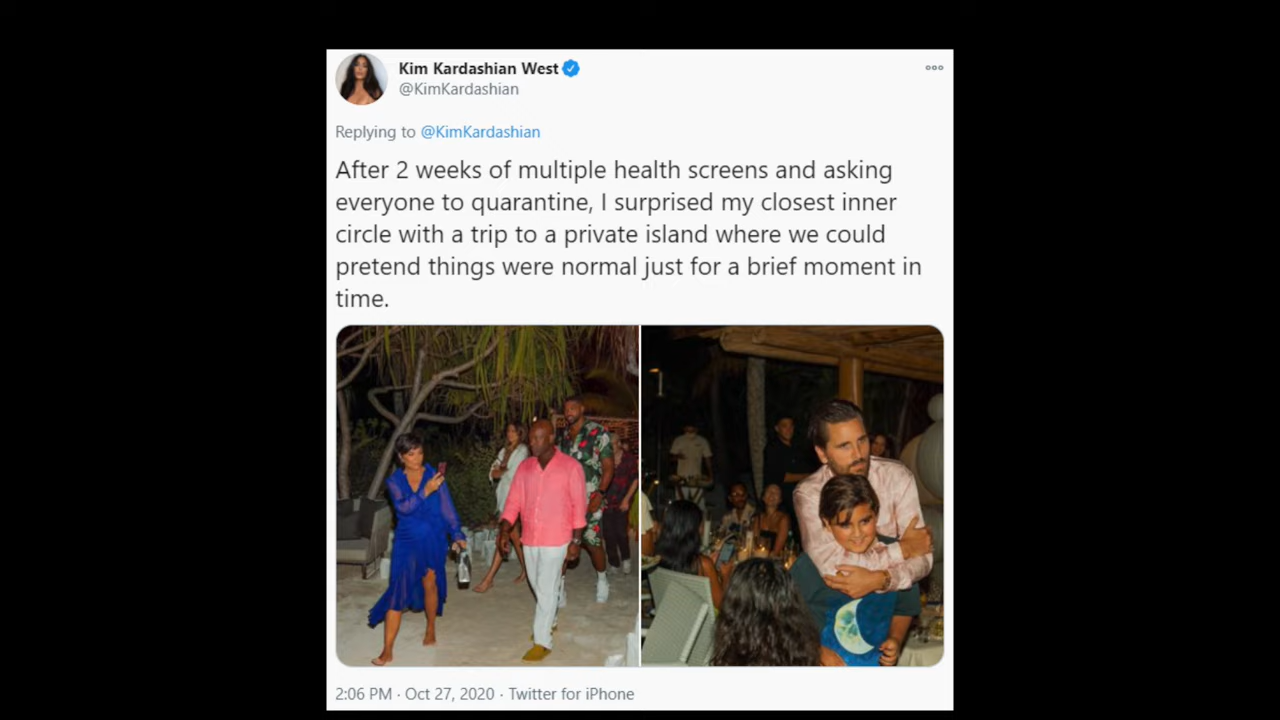 Kim Kardashian West
@KimKardashian
Replying to @KimKardashian
After 2 weeks of multiple health screens and asking
everyone to quarantine, I surprised my closest inner
circle with a trip to a private island where we could
pretend things were normal just for a brief moment in
time.
2:06 PM · Oct 27, 2020 · Twitter for iPhone